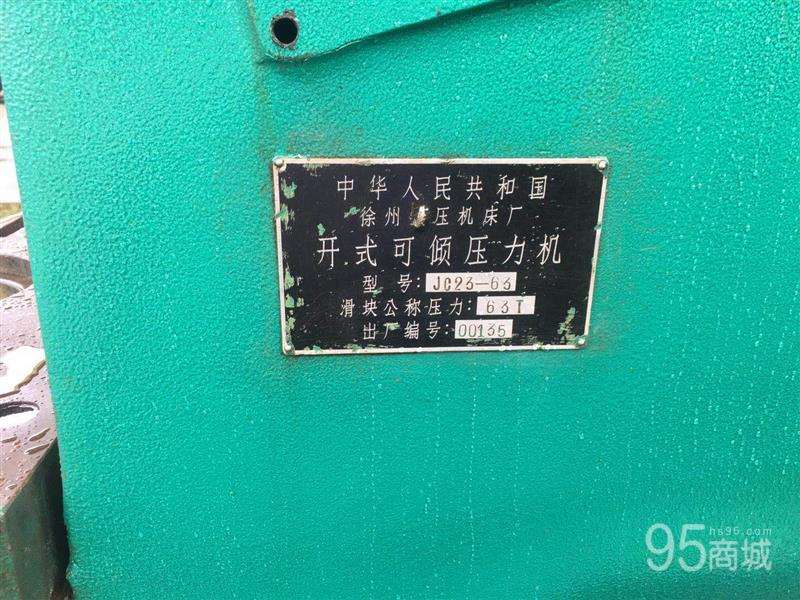 中华人民共和国
徐州 压机床厂
开式可倾压力机
型号:JC23-63
滑块公称压力:63T
出厂编号:00135
hs95.com
95商城